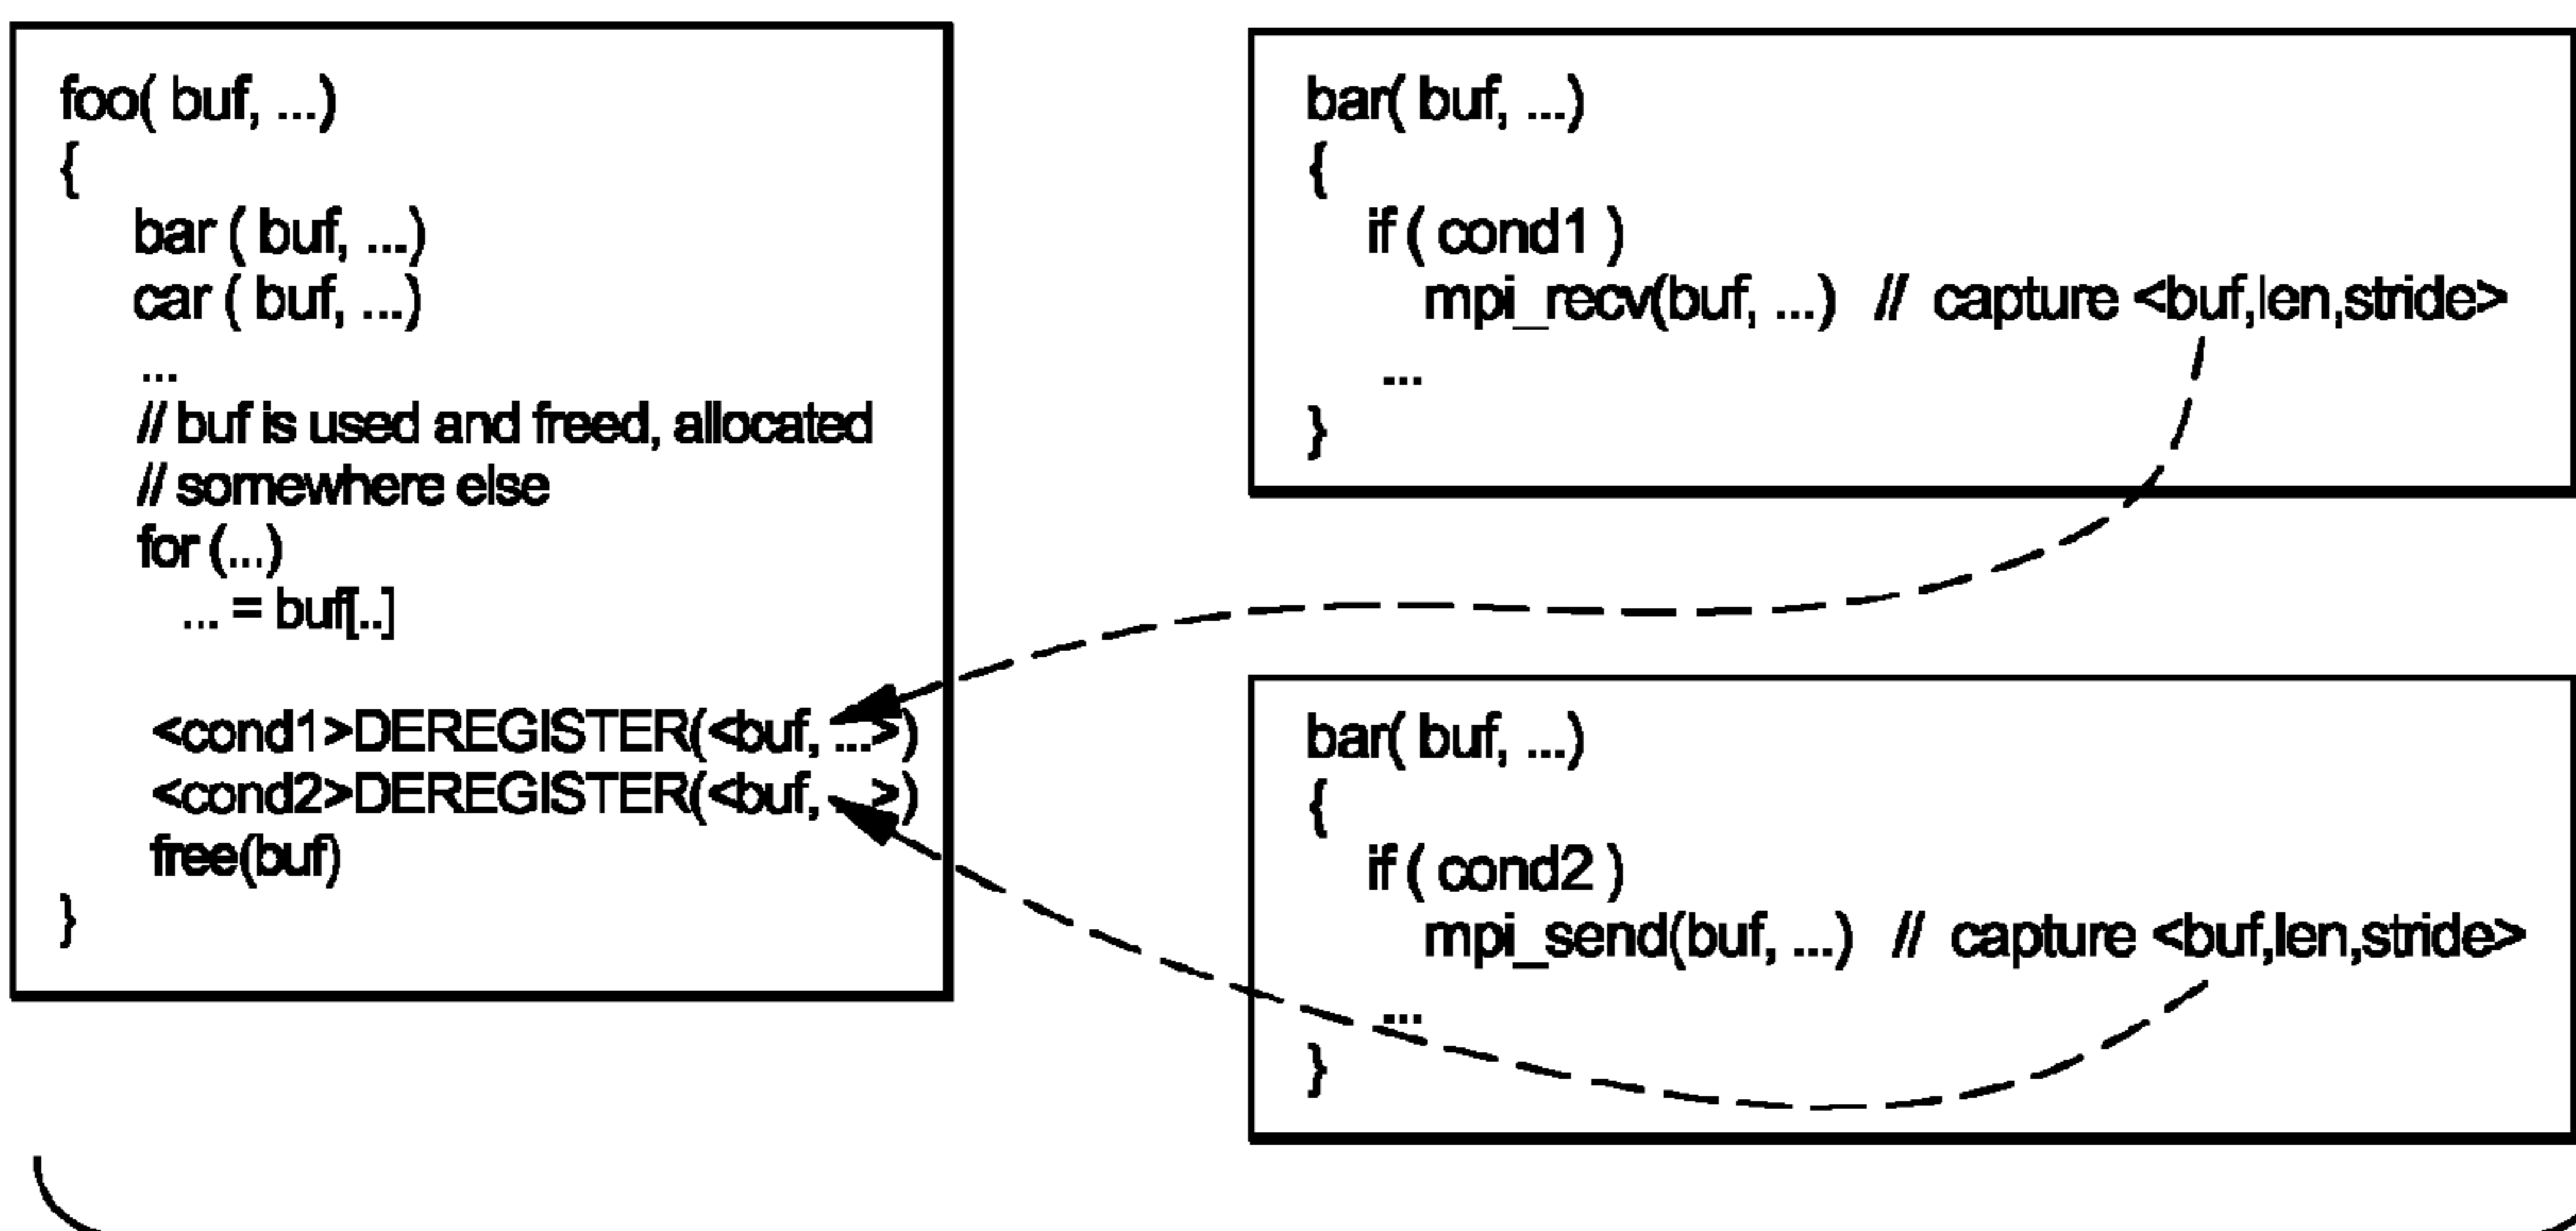 foo( buf, ...)
{
bar ( buf, ...)
car ( buf, ...)
...
// buf is used and freed, allocated
// somewhere else
for (...)
... = buf[..]
<cond1>DEREGISTER(<buf, ...>)
<cond2>DEREGISTER(<buf, ...>)
free(buf)
}
bar( buf, ...)
{
if ( cond1 )
mpi_recv(buf, ...) // capture <buf,len,stride>
...
}
bar( buf, ...)
{
if ( cond2 )
mpi_send(buf, ...) // capture <buf,len,stride>
...
}